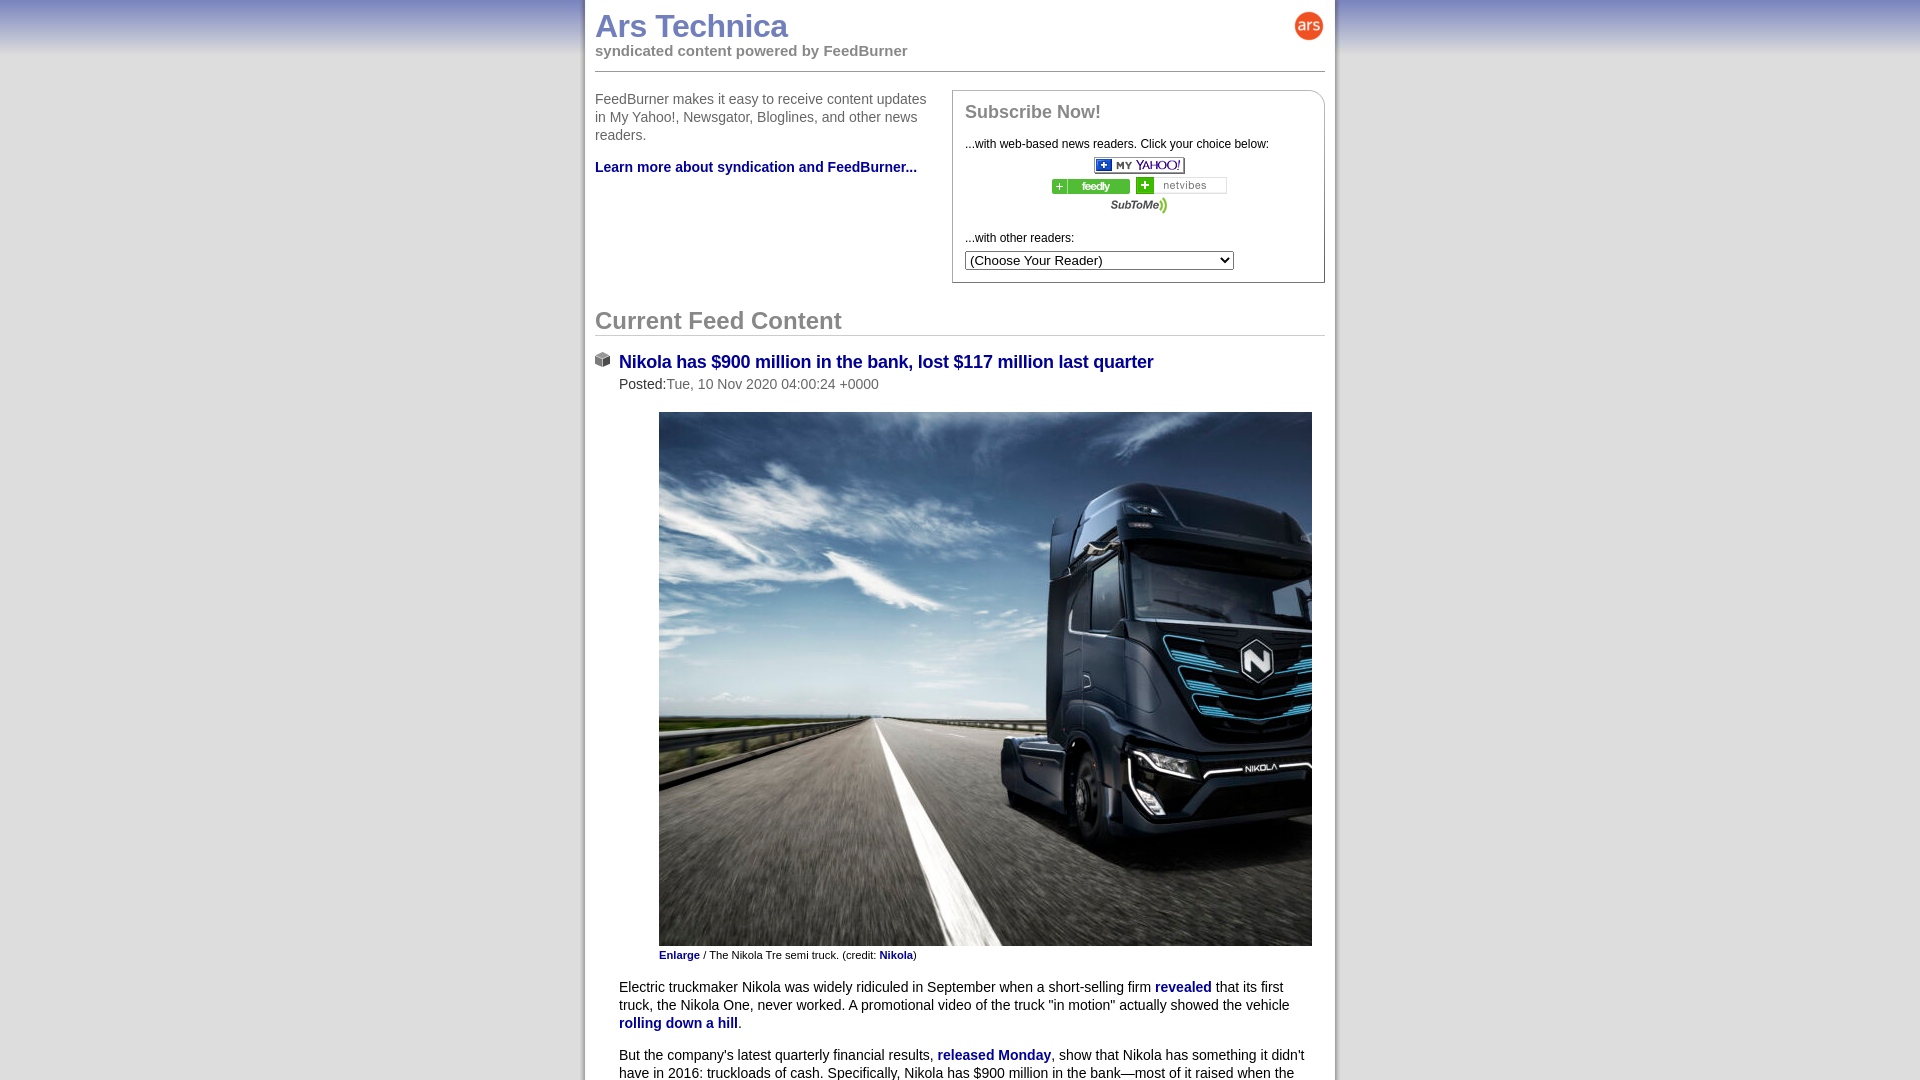 Ars Technica
ars
syndicated content powered by FeedBurner
FeedBurner makes it easy to receive content updates
in My Yahoo!, Newsgator, Bloglines, and other news
readers.
Learn more about syndication and FeedBurner...
Subscribe Now!
...with web-based news readers. Click your choice below:
MY YAHOO!
feedly
netvibes
SubToMe
...with other readers:
(Choose Your Reader)
Current Feed Content
Nikola has $900 million in the bank, lost $117 million last quarter
Posted:Tue, 10 Nov 2020 04:00:24 +0000
N
NIKOLA
Enlarge / The Nikola Tre semi truck. (credit: Nikola)
Electric truckmaker Nikola was widely ridiculed in September when a short-selling firm revealed that its first
truck, the Nikola One, never worked. A promotional video of the truck "in motion" actually showed the vehicle
rolling down a hill.
But the company's latest quarterly financial results, released Monday, show that Nikola has something it didn't
have in 2016: truckloads of cash. Specifically, Nikola has $900 million in the bank—most of it raised when the